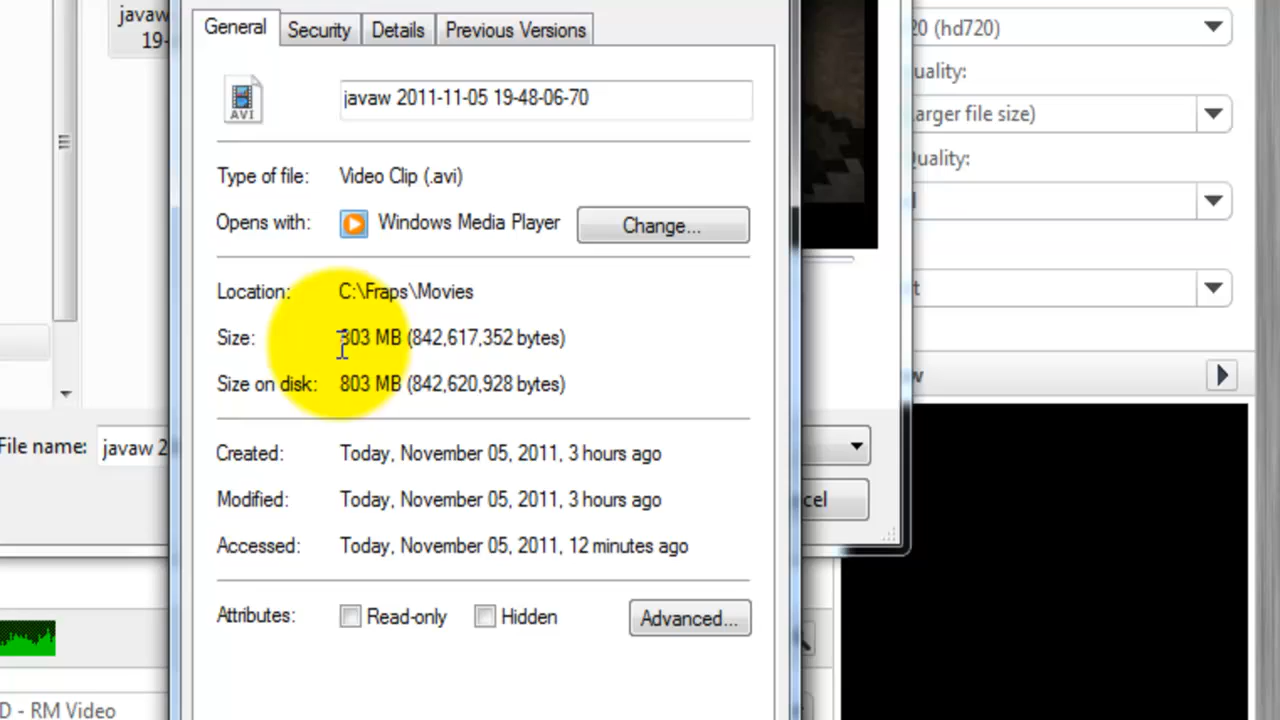 General
Security
Details
Previous Versions
javaw
19-
20 (hd720)
uality:
arger file size)
Quality:
AVI
javaw 2011-11-05 19-48-06-70
Type of file: Video Clip (.avi)
Opens with: Windows Media Player
Change...
Location: C:\Fraps\Movies
Size: 803 MB (842,617,352 bytes)
Size on disk: 803 MB (842,620,928 bytes)
File name: javaw 2
Created: Today, November 05, 2011, 3 hours ago
Modified: Today, November 05, 2011, 3 hours ago
cel
Accessed: Today, November 05, 2011, 12 minutes ago
Attributes: Read-only Hidden Advanced...
D - RM Video